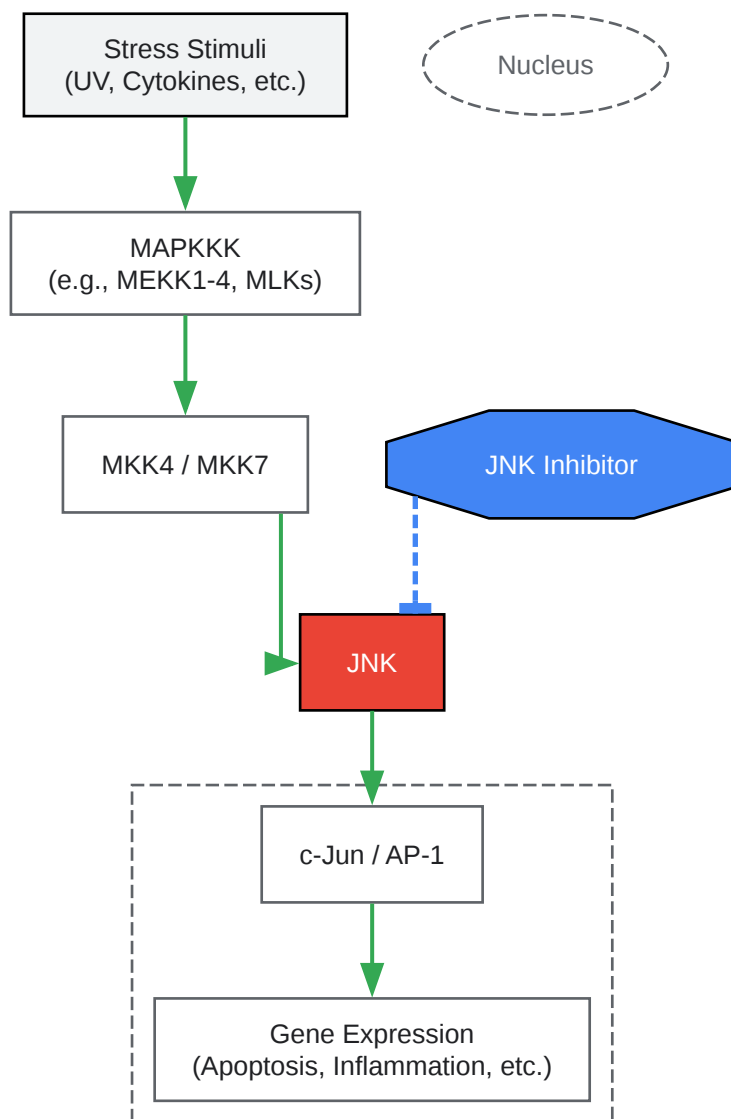 Stress Stimuli
(UV, Cytokines, etc.)
Nucleus
MAPKKK
(e.g., MEKK1-4, MLKs)
MKK4 / MKK7
JNK Inhibitor
JNK
c-Jun / AP-1
Gene Expression
(Apoptosis, Inflammation, etc.)